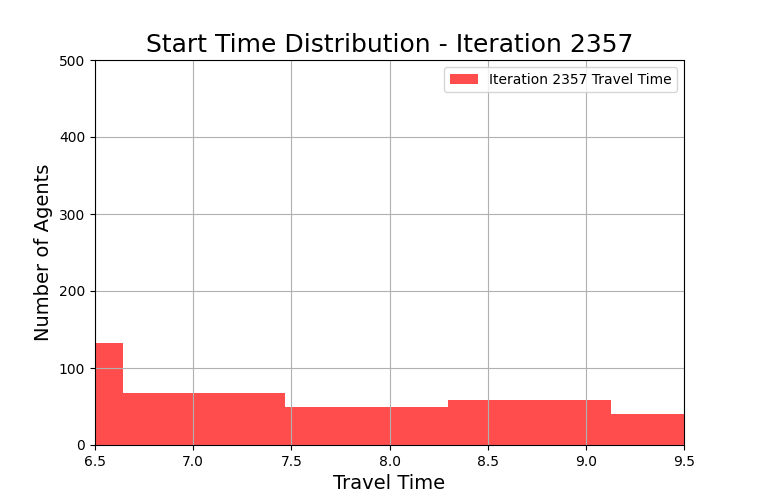 Start Time Distribution - Iteration 2357
Iteration 2357 Travel Time
Number of Agents
500
400
300
200
100
0
6.5 7.0 7.5 8.0 8.5 9.0 9.5
Travel Time